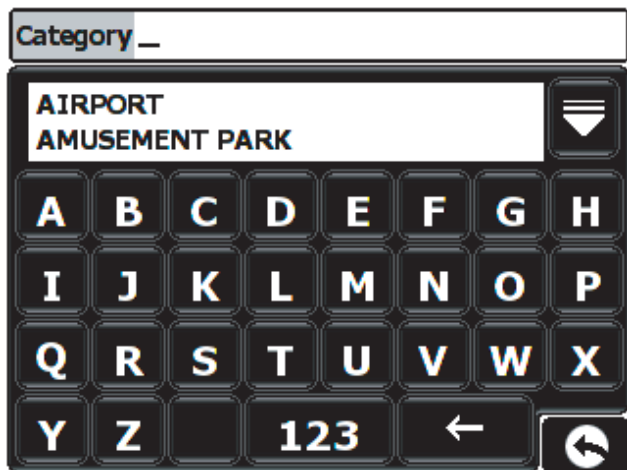 Category _
AIRPORT
AMUSEMENT PARK
A B C D E F G H
I J K L M N O P
Q R S T U V W X
Y Z 123 ←